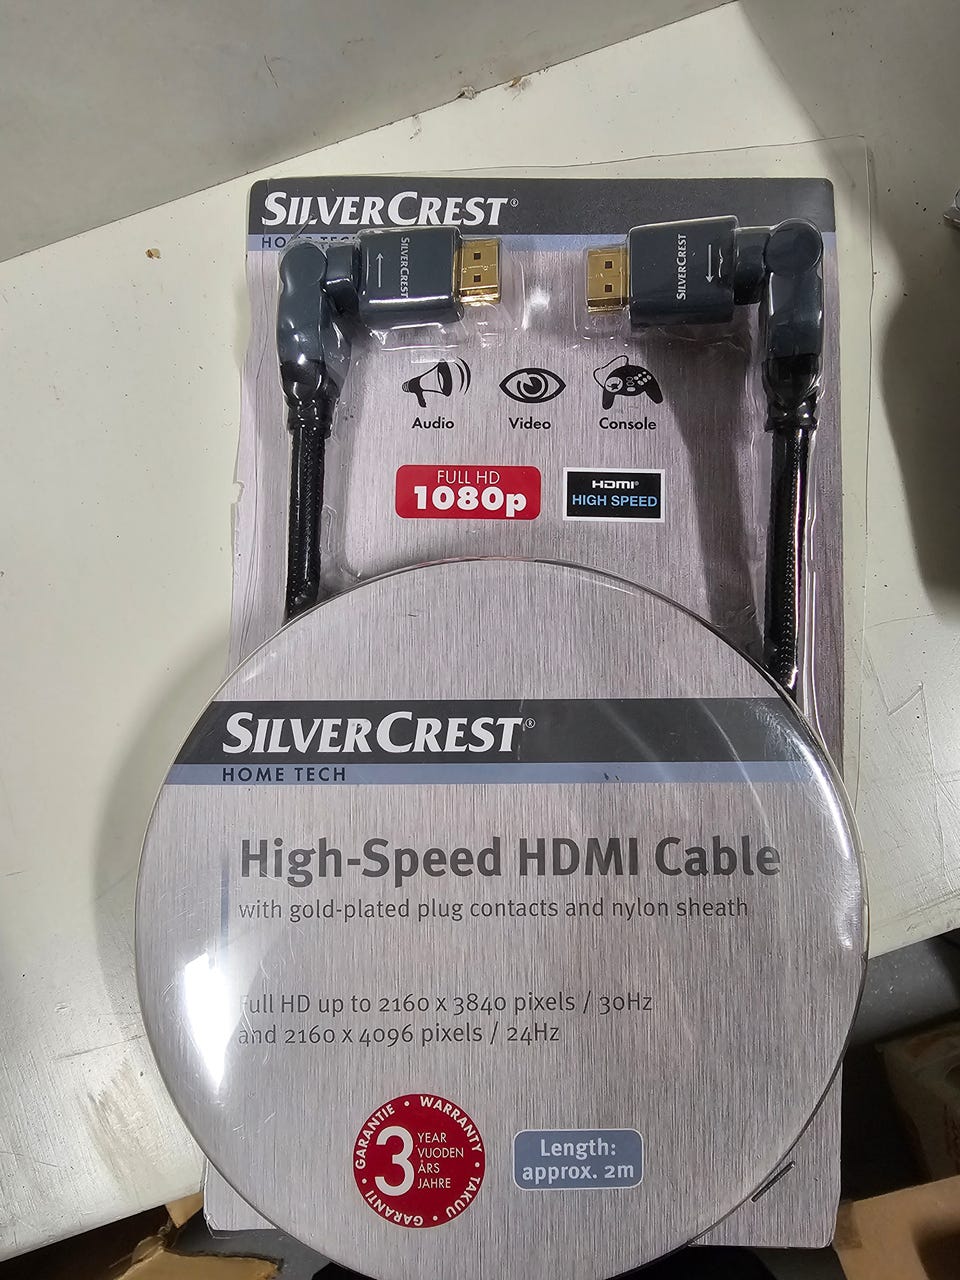 SILVERCREST®
HOME TECH
SILVERCREST
SILVERCREST
Audio
Video
Console
FULL HD
1080p
HDMI®
HIGH SPEED
SILVERCREST®
HOME TECH
High-Speed HDMI Cable
with gold-plated plug contacts and nylon sheath
Full HD up to 2160 x 3840 pixels / 30Hz
and 2160 x 4096 pixels / 24Hz
GARANTIE • WARRANTY • TAKUU • GARANTI •
3
YEAR
VUODEN
ÅRS
JAHRE
Length:
approx. 2m